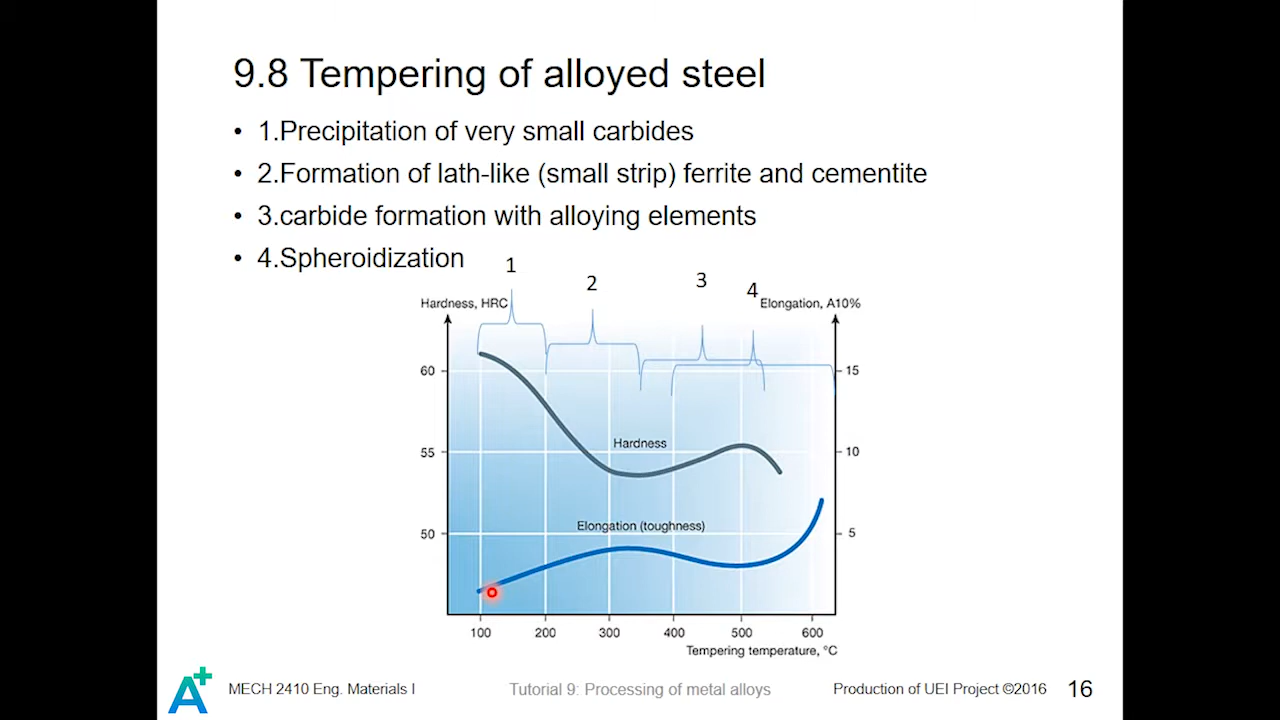 9.8 Tempering of alloyed steel
• 1.Precipitation of very small carbides
• 2.Formation of lath-like (small strip) ferrite and cementite
• 3.carbide formation with alloying elements
• 4.Spheroidization
1
2
3
4
Hardness, HRC
Elongation, A10%
60
15
Hardness
55
10
Elongation (toughness)
50
5
100 200 300 400 500 600
Tempering temperature, °C
A+
MECH 2410 Eng. Materials I
Tutorial 9: Processing of metal alloys
Production of UEI Project ©2016
16